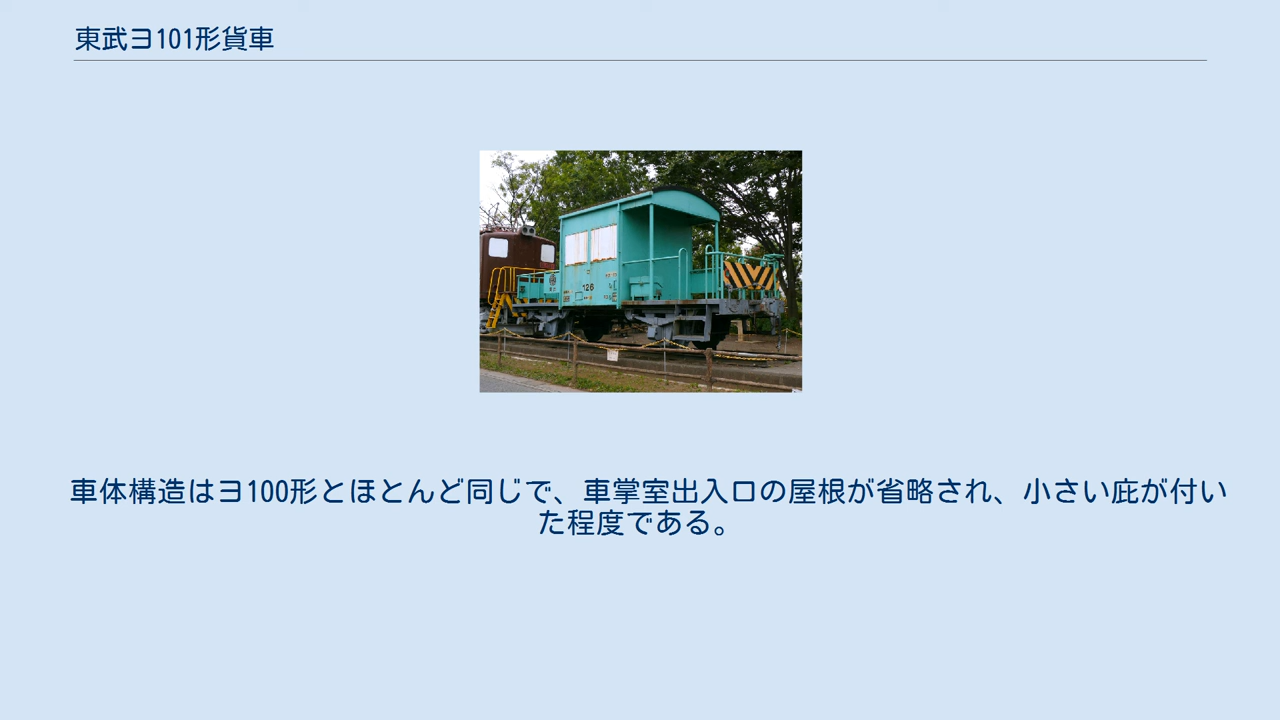 東武ヨ101形貨車
126
車体構造はヨ100形とほとんど同じで、車掌室出入口の屋根が省略され、小さい庇が付い
た程度である。